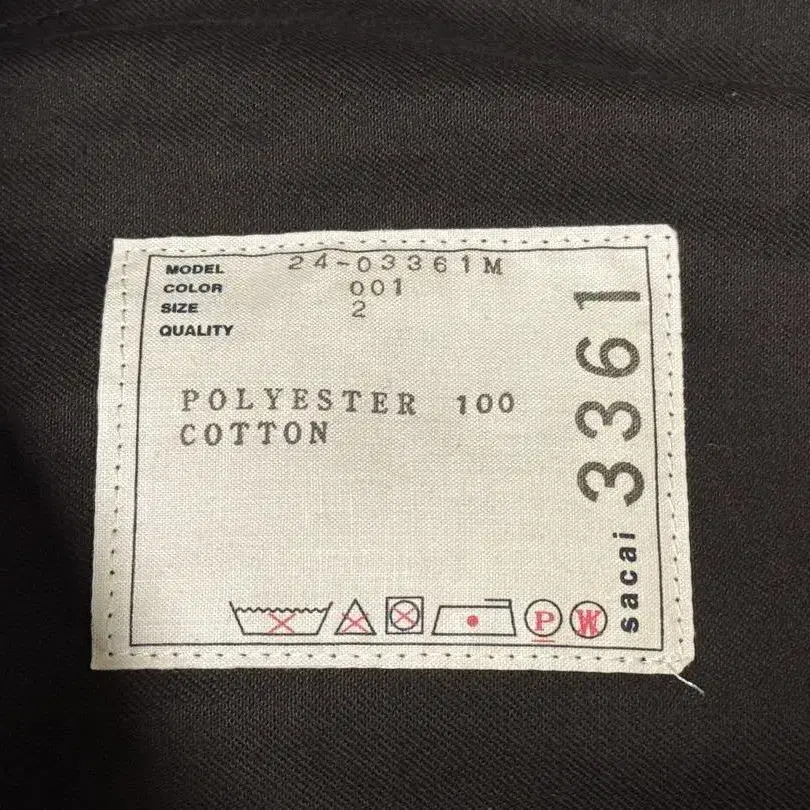 MODEL 24-03361M
COLOR 001
SIZE 2
QUALITY
POLYESTER 100
COTTON
P W
sacai 3361